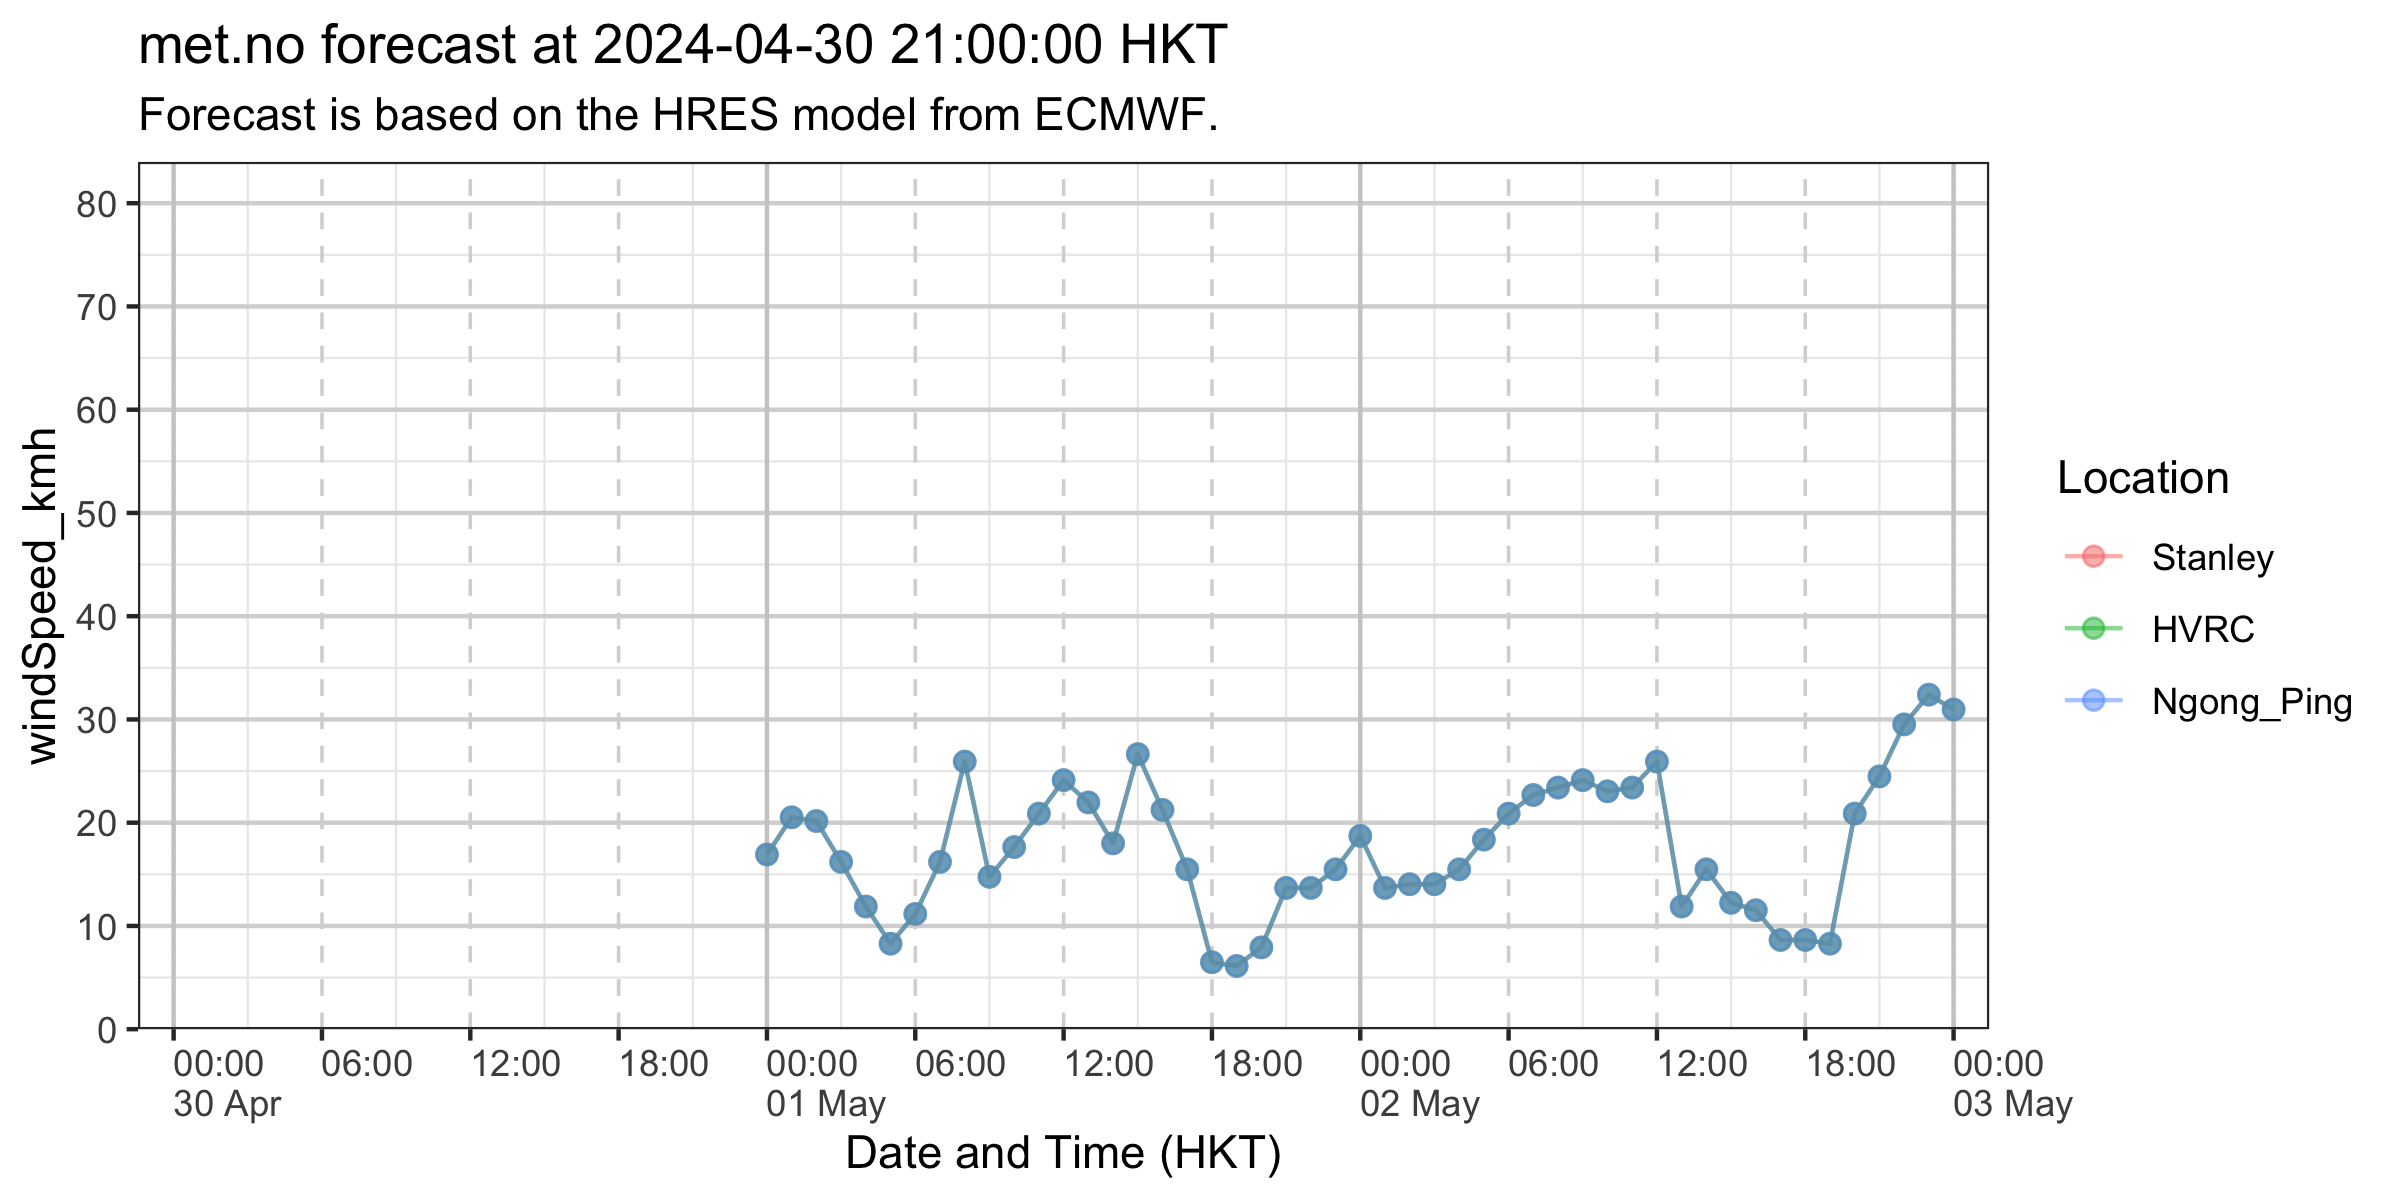 met.no forecast at 2024-04-30 21:00:00 HKT
Forecast is based on the HRES model from ECMWF.
windSpeed_kmh
80
70
60
50
40
30
20
10
0
00:00 06:00 12:00 18:00 00:00 06:00 12:00 18:00 00:00 06:00 12:00 18:00 00:00
30 Apr 01 May 02 May 03 May
Date and Time (HKT)
Location
Stanley
HVRC
Ngong_Ping